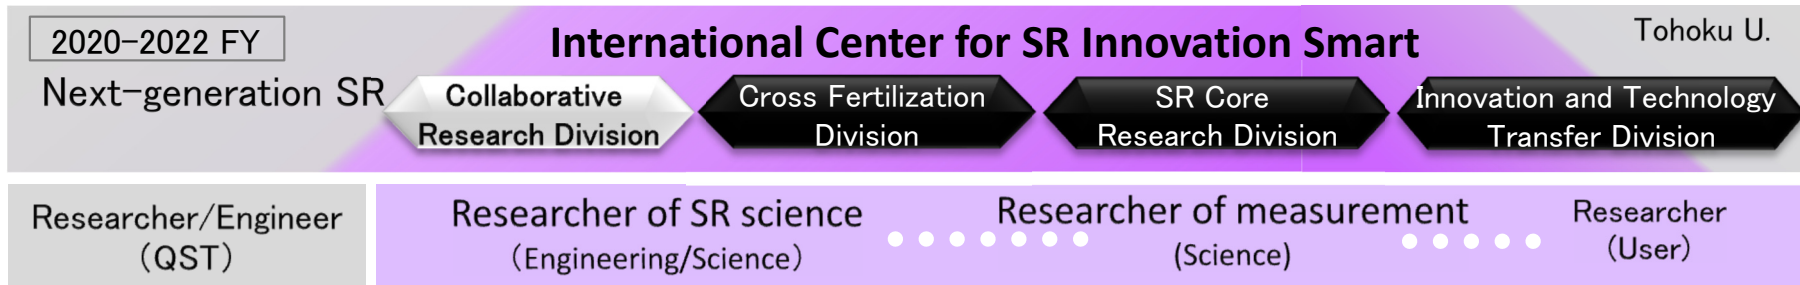 2020-2022 FY
International Center for SR Innovation Smart
Tohoku U.
Next-generation SR
Collaborative
Research Division
Cross Fertilization
Division
SR Core
Research Division
Innovation and Technology
Transfer Division
Researcher/Engineer
(QST)
Researcher of SR science
(Engineering/Science)
Researcher of measurement
(Science)
Researcher
(User)